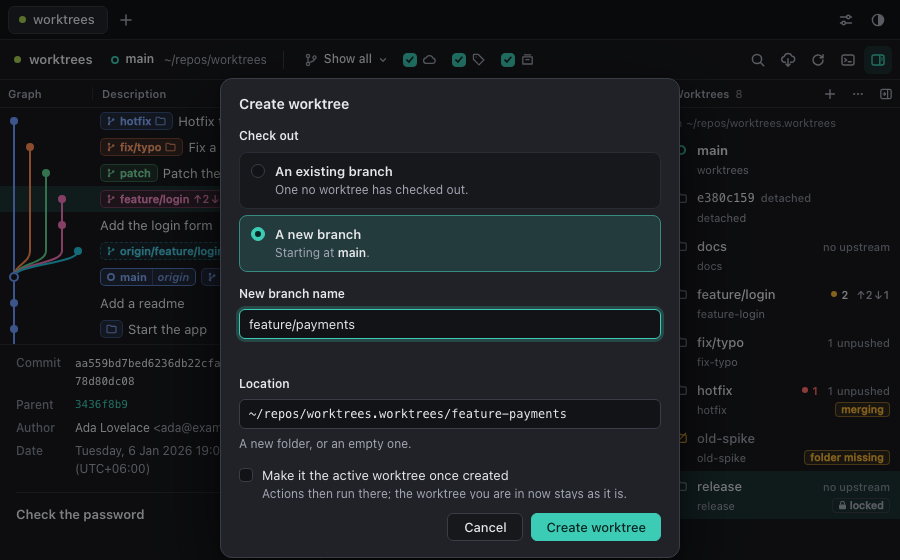 worktrees
worktrees main ~/repos/worktrees Show all
Graph Description
hotfix Hotfix
fix/typo Fix a
patch Patch the
feature/login ↑2↓
Add the login form
origin/feature/login
main origin
Add a readme
Start the app
Commit aa559bd7bed6236db22cfa
78d80dc08
Parent 3436f8b9
Author Ada Lovelace <ada@exam
Date Tuesday, 6 Jan 2026 19:0
(UTC+06:00)
Check the password
Create worktree
Check out
An existing branch
One no worktree has checked out.
A new branch
Starting at main.
New branch name
feature/payments
Location
~/repos/worktrees.worktrees/feature-payments
A new folder, or an empty one.
Make it the active worktree once created
Actions then run there; the worktree you are in now stays as it is.
Cancel Create worktree
Worktrees 8
~/repos/worktrees.worktrees
main
worktrees
e380c159 detached
detached
docs no upstream
docs
feature/login 2 ↑2↓1
feature-login
fix/typo 1 unpushed
fix-typo
hotfix 1 1 unpushed
hotfix merging
old-spike
old-spike folder missing
release no upstream
release locked